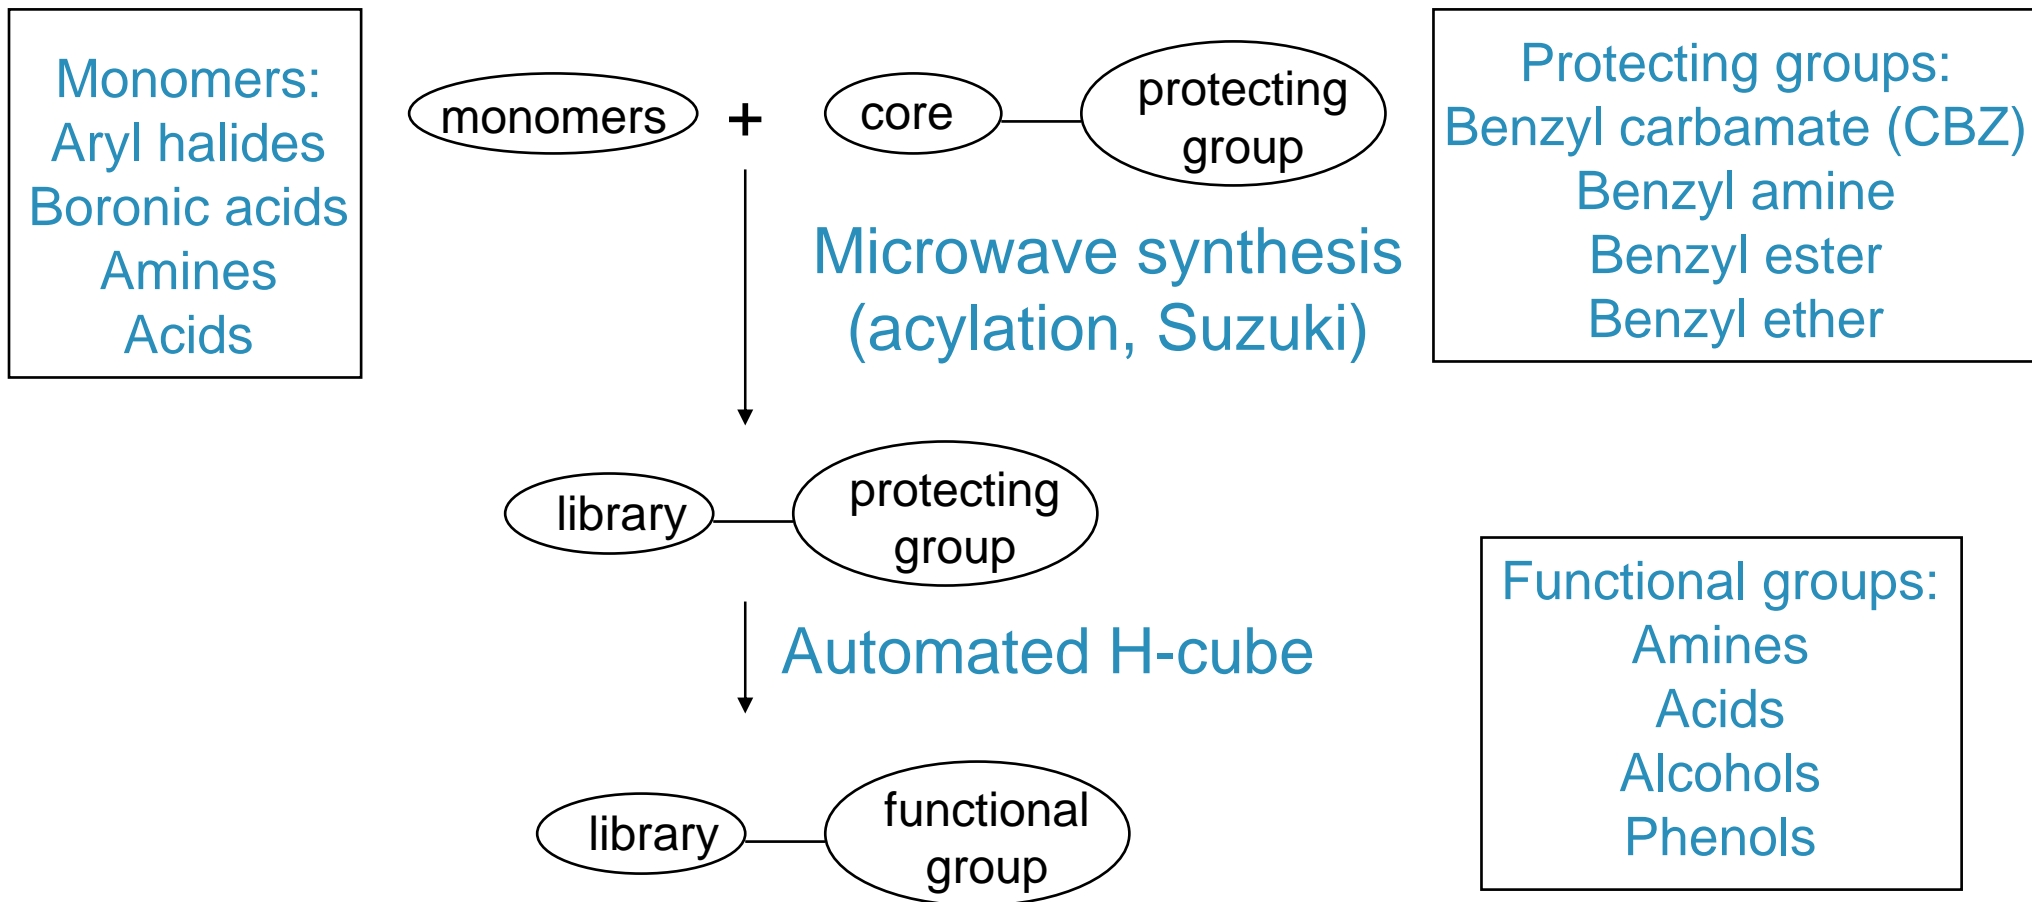 Monomers:
Aryl halides
Boronic acids
Amines
Acids
monomers
+
core
protecting
group
Protecting groups:
Benzyl carbamate (CBZ)
Benzyl amine
Benzyl ester
Benzyl ether
Microwave synthesis
(acylation, Suzuki)
library
protecting
group
Automated H-cube
Functional groups:
Amines
Acids
Alcohols
Phenols
library
functional
group